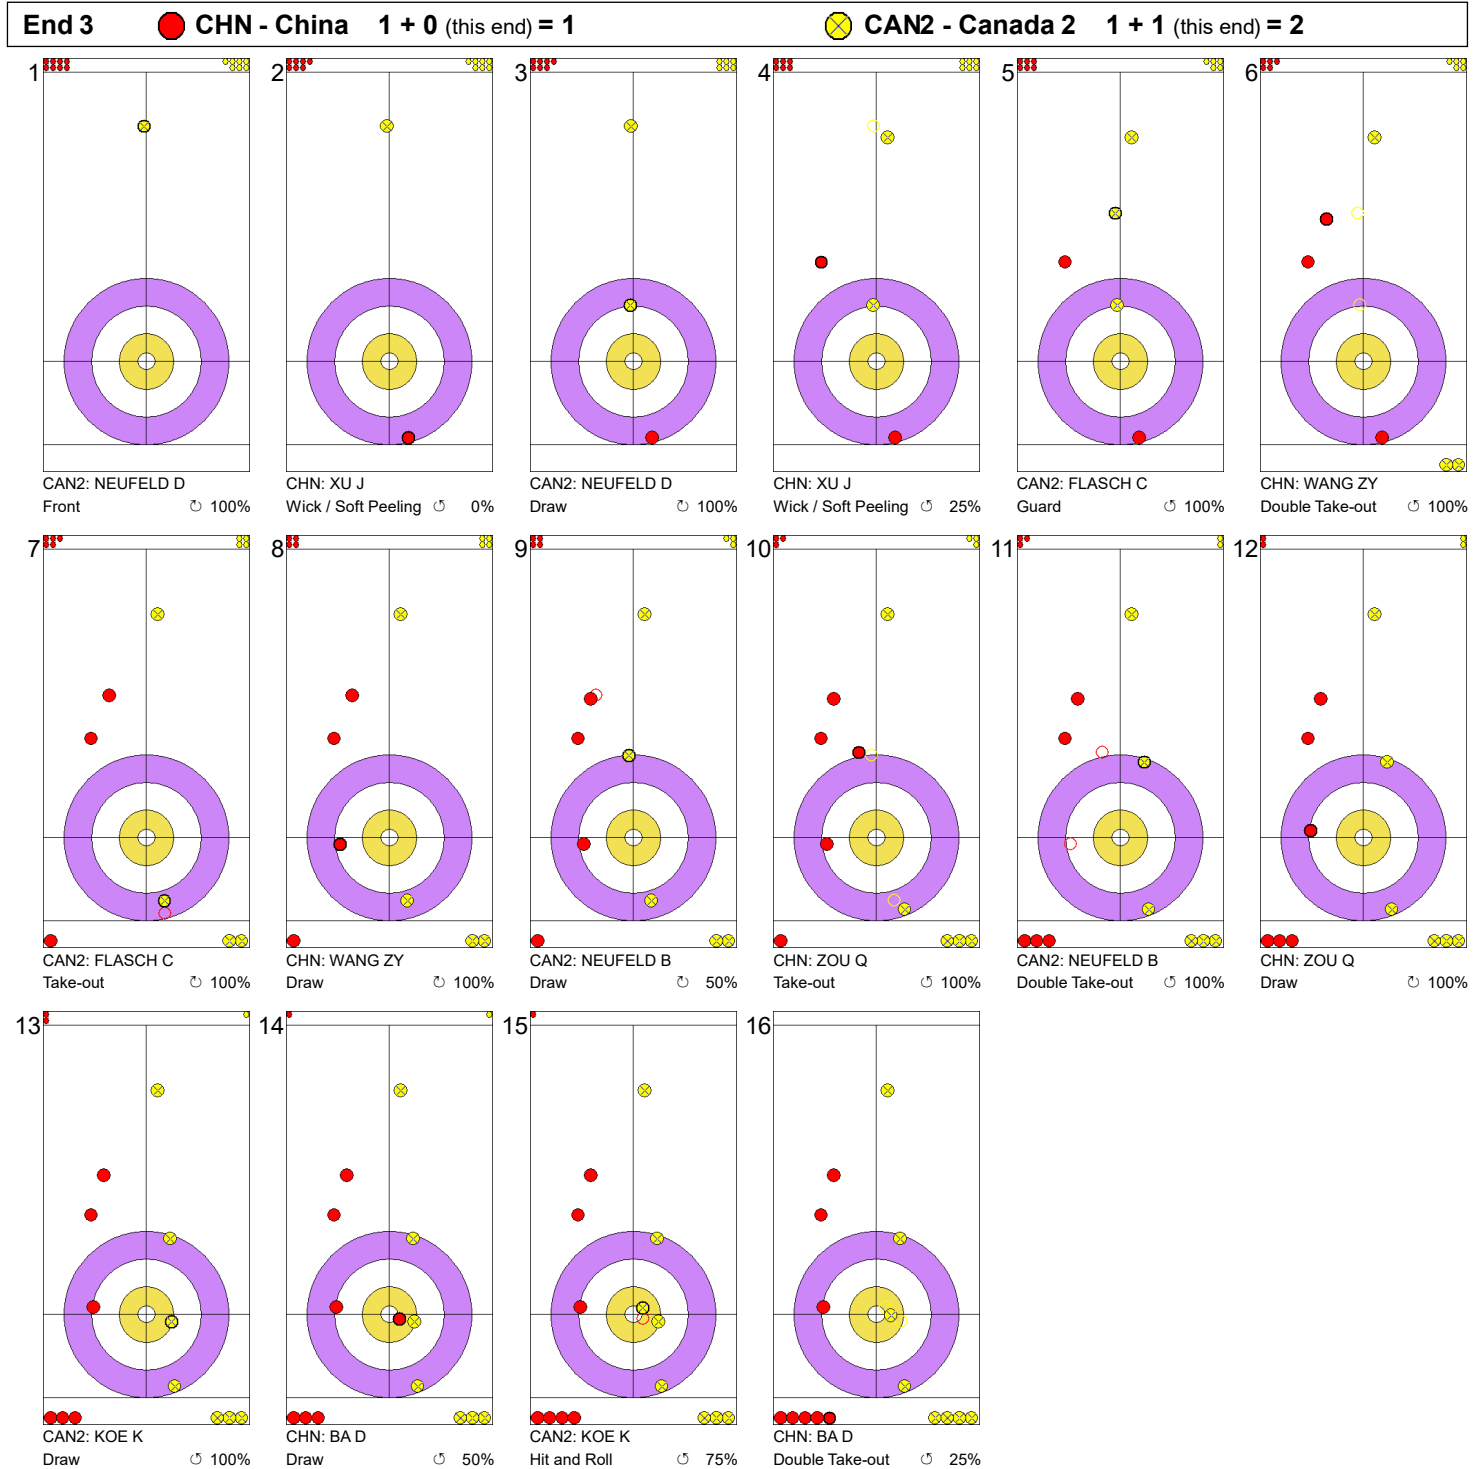 End 3 CHN - China 1 + 0 (this end) = 1 CAN2 - Canada 2 1 + 1 (this end) = 2
1 2 3 4 5 6
CAN2: NEUFELD D CHN: XU J CAN2: NEUFELD D CHN: XU J CAN2: FLASCH C CHN: WANG ZY
Front ↻ 100% Wick / Soft Peeling ↺ 0% Draw ↻ 100% Wick / Soft Peeling ↺ 25% Guard ↻ 100% Double Take-out ↻ 100%
7 8 9 10 11 12
CAN2: FLASCH C CHN: WANG ZY CAN2: NEUFELD B CHN: ZOU Q CAN2: NEUFELD B CHN: ZOU Q
Take-out ↻ 100% Draw ↻ 100% Draw ↻ 50% Take-out ↺ 100% Double Take-out ↺ 100% Draw ↻ 100%
13 14 15 16
CAN2: KOE K CHN: BA D CAN2: KOE K CHN: BA D
Draw ↺ 100% Draw ↺ 50% Hit and Roll ↺ 75% Double Take-out ↺ 25%